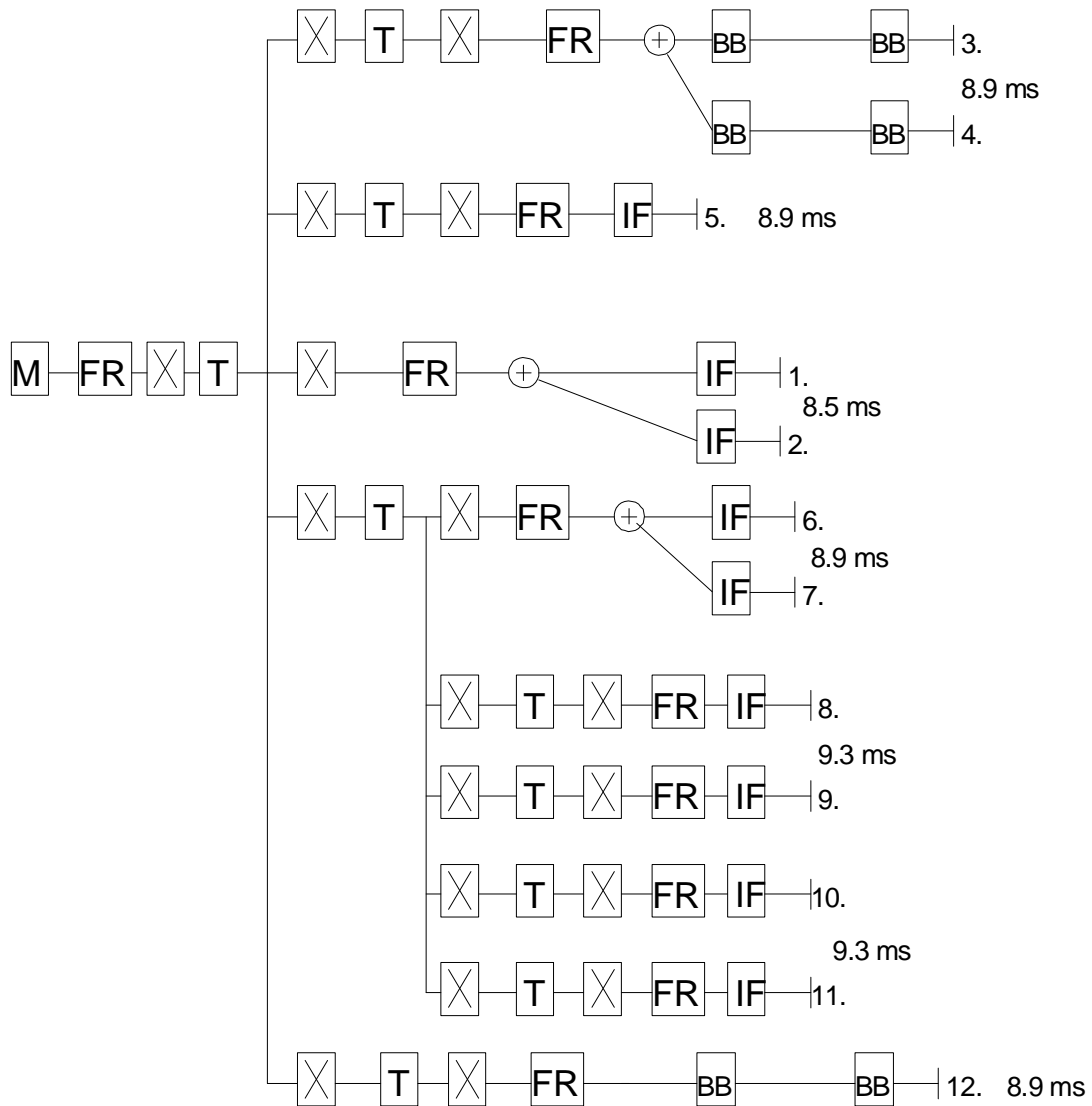 T FR BB BB 3.
8.9 ms
BB BB 4.
T FR IF 5. 8.9 ms
M FR T FR IF 1.
8.5 ms
IF 2.
T FR IF 6.
8.9 ms
IF 7.
T FR IF 8.
9.3 ms
T FR IF 9.
T FR IF 10.
9.3 ms
T FR IF 11.
T FR BB BB 12. 8.9 ms